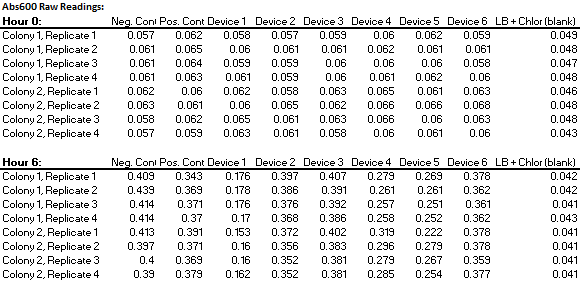 Abs600 Raw Readings:
Hour 0: Neg. Cont Pos. Cont Device 1 Device 2 Device 3 Device 4 Device 5 Device 6 LB + Chlor (blank)
Colony 1, Replicate 1 0.057 0.062 0.058 0.057 0.059 0.06 0.062 0.059 0.049
Colony 1, Replicate 2 0.061 0.065 0.06 0.061 0.061 0.062 0.061 0.061 0.048
Colony 1, Replicate 3 0.061 0.064 0.059 0.059 0.06 0.06 0.06 0.058 0.047
Colony 1, Replicate 4 0.061 0.063 0.061 0.059 0.06 0.061 0.062 0.06 0.048
Colony 2, Replicate 1 0.062 0.06 0.062 0.058 0.063 0.065 0.061 0.063 0.046
Colony 2, Replicate 2 0.063 0.061 0.06 0.065 0.062 0.066 0.066 0.068 0.048
Colony 2, Replicate 3 0.058 0.062 0.065 0.061 0.063 0.066 0.06 0.063 0.048
Colony 2, Replicate 4 0.057 0.059 0.063 0.061 0.058 0.06 0.061 0.06 0.043
Hour 6: Neg. Cont Pos. Cont Device 1 Device 2 Device 3 Device 4 Device 5 Device 6 LB + Chlor (blank)
Colony 1, Replicate 1 0.409 0.343 0.176 0.397 0.407 0.279 0.269 0.378 0.042
Colony 1, Replicate 2 0.439 0.369 0.178 0.386 0.391 0.261 0.261 0.362 0.042
Colony 1, Replicate 3 0.414 0.371 0.176 0.376 0.392 0.257 0.251 0.361 0.041
Colony 1, Replicate 4 0.414 0.37 0.17 0.368 0.386 0.258 0.252 0.362 0.043
Colony 2, Replicate 1 0.413 0.391 0.153 0.372 0.402 0.319 0.222 0.378 0.041
Colony 2, Replicate 2 0.397 0.371 0.16 0.356 0.383 0.296 0.279 0.378 0.041
Colony 2, Replicate 3 0.4 0.369 0.16 0.352 0.381 0.279 0.267 0.359 0.041
Colony 2, Replicate 4 0.39 0.379 0.162 0.352 0.381 0.285 0.254 0.377 0.041